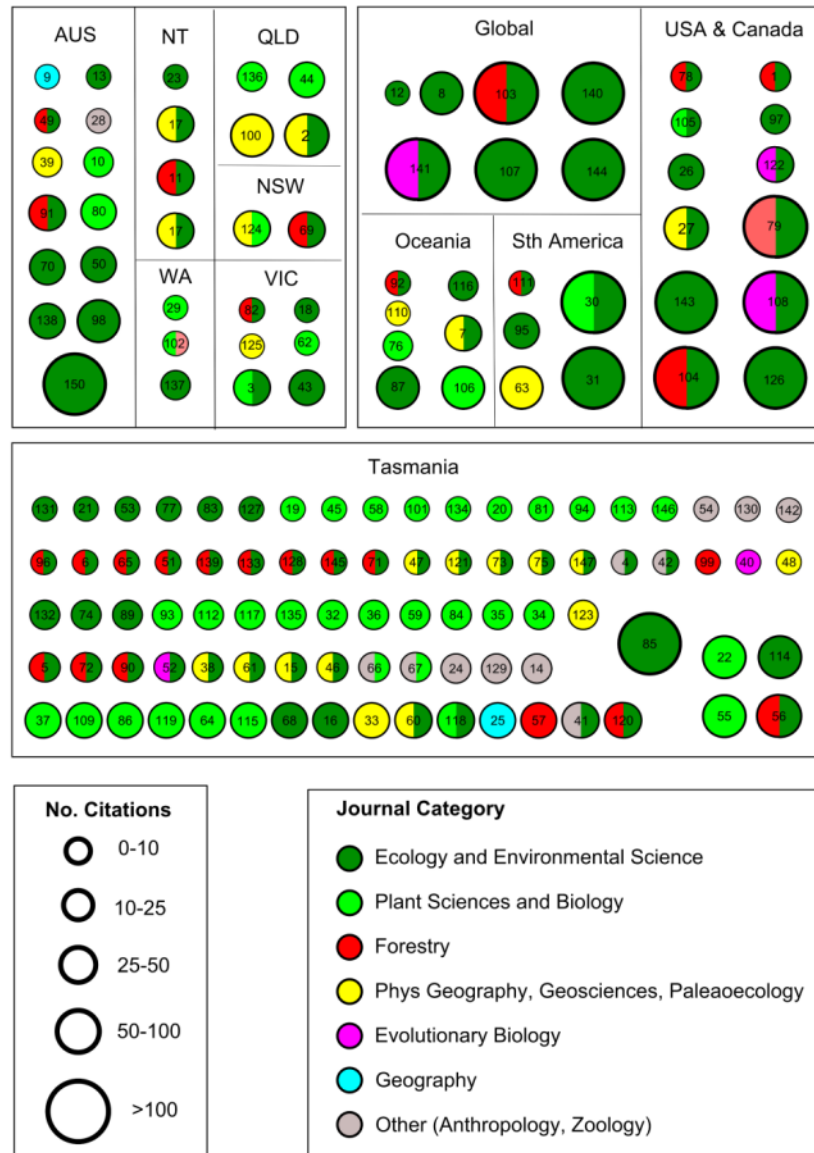 AUS NT QLD
9 13 23 136 44
49 28 17 100 2
39 10 11
NSW
91 80 17 124 69
70 50
WA VIC
138 98 29 82 18
102 125 62
150 137 3 43
Global
12 8 103 140
141 107 144
Oceania
92 116
110 7
76
87 106
Sth America
111 30
95
63 31
USA & Canada
78 1
105 97
26 122
27 79
143 108
104 126
Tasmania
131 21 53 77 83 127 19 45 58 101 134 20 81 94 113 146 54 130 142
96 6 65 51 139 133 128 145 71 47 121 73 75 147 4 42 99 40 48
132 74 89 93 112 117 135 32 36 59 84 35 34 123
85 22 114
5 72 90 52 38 61 15 46 66 67 24 129 14
37 109 86 119 64 115 68 16 33 60 118 25 57 41 120 55 56
No. Citations
0-10
10-25
25-50
50-100
>100
Journal Category
Ecology and Environmental Science
Plant Sciences and Biology
Forestry
Phys Geography, Geosciences, Paleaoecology
Evolutionary Biology
Geography
Other (Anthropology, Zoology)